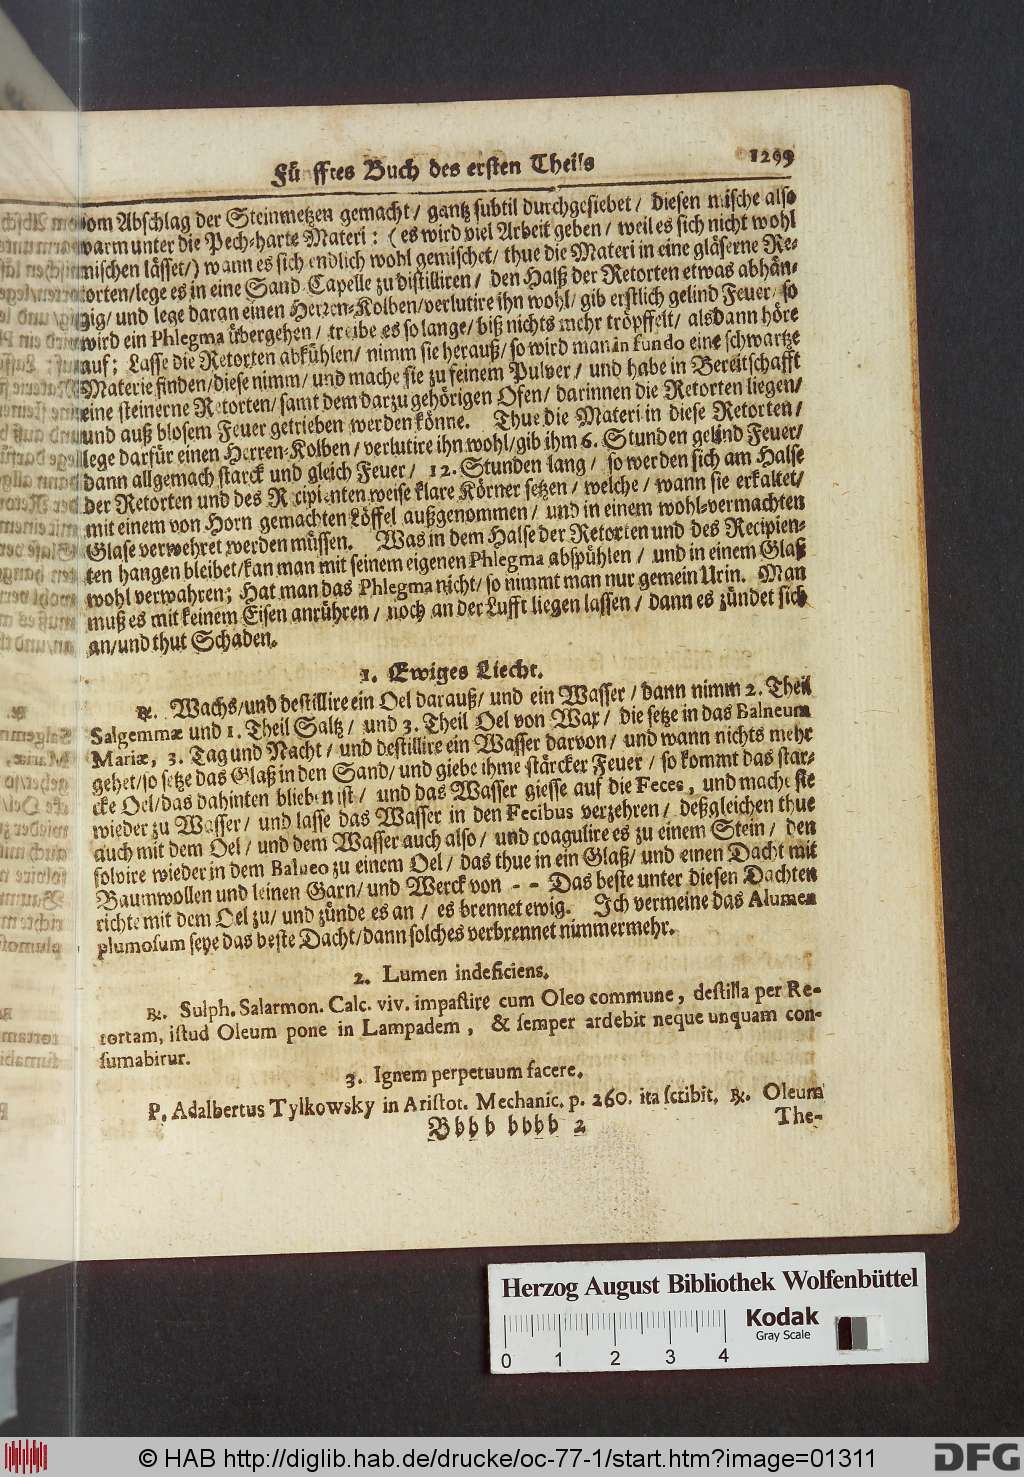 Fünfftes Buch des ersten Theils 1299
vom Abschlag der Steinmetzen gemacht/ gantz subtil durchgesiebet/ diesen mische also
warm unter die Pech-harte Materi: (es wird viel Arbeit geben/ weil es sich nicht wohl
mischen lässet/) wann es sich endlich wohl gemischet/ thue die Materi in eine gläserne Re-
torten/lege es in eine Sand-Capelle zu distilliren/ den Halß der Retorten etwas abhän-
zig/ und lege daran einen Herren-Kolben/verlutire ihn wohl/ gib erstlich gelind Feuer/ so
wird ein Phlegma übergehen/ treibe es so lange/ biß nichts mehr tröpffelt/ alsdann höre
auf; Lasse die Retorten abkühlen/ nimm sie herauß/ so wird man in fundo eine schwartze
Materie finden/diese nimm/ und mache sie zu feinem Pulver/ und habe in Bereitschafft
eine steinerne Retorten/ samt dem darzu gehörigen Ofen/ darinnen die Retorten liegen/
und auß blosem Feuer getrieben werden könne. Thue die Materi in diese Retorten/
lege darfür einen Herren-Kolben/ verlutire ihn wohl/gib ihm 6. Stunden gelind Feuer/
dann allgemach starck und gleich Feuer/ 12. Stunden lang/ so werden sich am Halse
der Retorten und des Recipienten weise klare Körner setzen/ welche/ wann sie erkaltet/
mit einem von Horn gemachten Löffel außgenommen/ und in einem wohl-vermachten
Glase verwehret werden müssen. Was in dem Halse der Retorten und des Recipien-
ten hangen bleibet/kan man mit seinem eigenen Phlegma abspühlen/ und in einem Glaß
wohl verwahren; Hat man das Phlegma nicht/ so nimmt man nur gemein Urin. Man
muß es mit keinem Eisen anrühren/ noch an der Lufft liegen lassen/ dann es zündet sich
an/und thut Schaden.
1. Ewiges Liecht.
℞. Wachs/und destillire ein Oel darauß/ und ein Wasser/ dann nimm 2. Theil
Salgemmæ und 1. Theil Saltz/ und 3. Theil Oel von Wax/ die setze in das Balneum
Mariæ, 3. Tag und Nacht/ und destillire ein Wasser darvon/ und wann nichts mehr
gehet/so setze das Glaß in den Sand/ und giebe ihme stärcker Feuer/ so kommt das star-
cke Oel/das dahinten blieben ist/ und das Wasser giesse auf die Feces, und mache sie
wieder zu Wasser/ und lasse das Wasser in den Fecibus verzehren/ deßgleichen thue
auch mit dem Oel/ und dem Wasser auch also/ und coagulire es zu einem Stein/ den
solvire wieder in dem Balneo zu einem Oel/ das thue in ein Glaß/ und einen Dacht mit
Baumwollen und leinen Garn/ und Werck von - - Das beste unter diesen Dachten
richte mit dem Oel zu/ und zünde es an/ es brennet ewig. Ich vermeine das Alumen
plumosum seye das beste Dacht/dann solches verbrennet nimmermehr.
2. Lumen indeficiens.
℞. Sulph. Salarmon. Calc. viv. impastire cum Oleo commune, destilla per Re-
tortam, istud Oleum pone in Lampadem, & semper ardebit neque unquam con-
sumabitur.
3. Ignem perpetuum facere.
P. Adalbertus Tylkowsky in Aristot. Mechanic. p. 260. ita scribit. ℞. Oleum
Bbbb bbbb 2 The-
Herzog August Bibliothek Wolfenbüttel
Kodak
Gray Scale
0 1 2 3 4
© HAB http://diglib.hab.de/drucke/oc-77-1/start.htm?image=01311
DFG